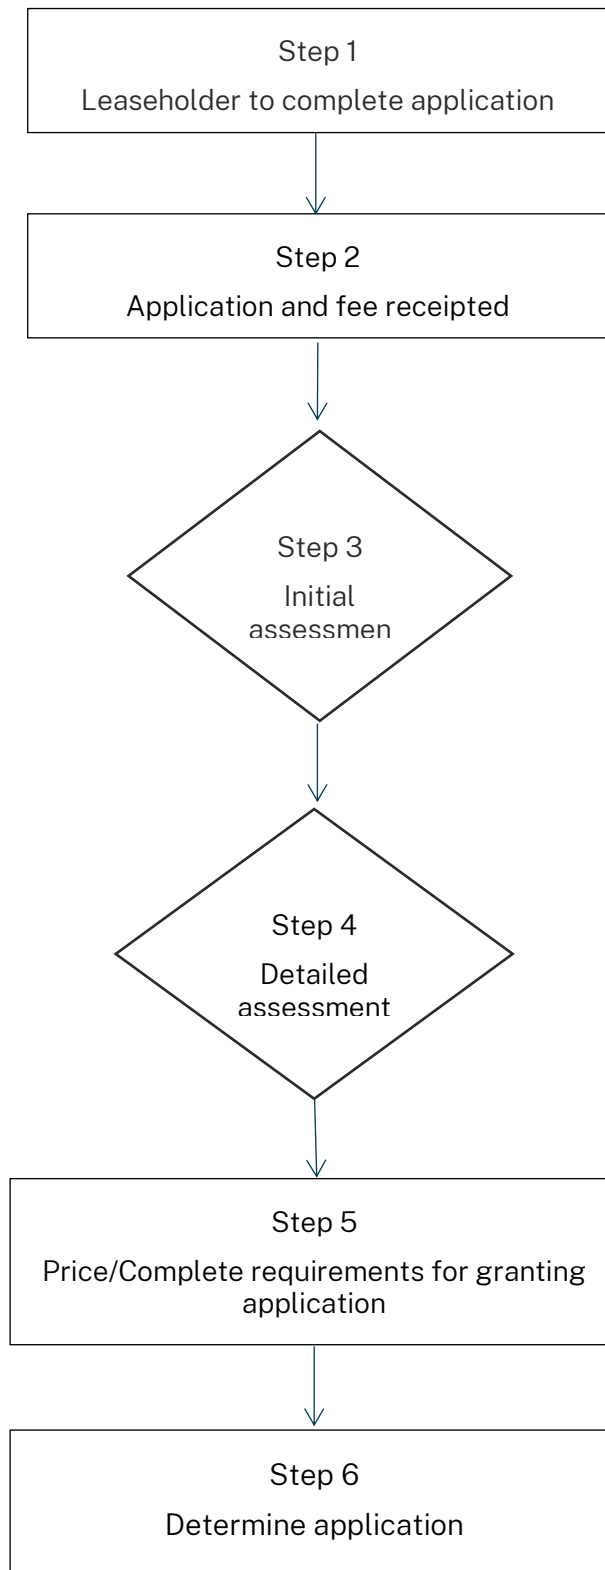 Step 1
Leaseholder to complete application
Step 2
Application and fee receipted
Step 3
Initial
assessmen
Step 4
Detailed
assessment
Step 5
Price/Complete requirements for granting
application
Step 6
Determine application